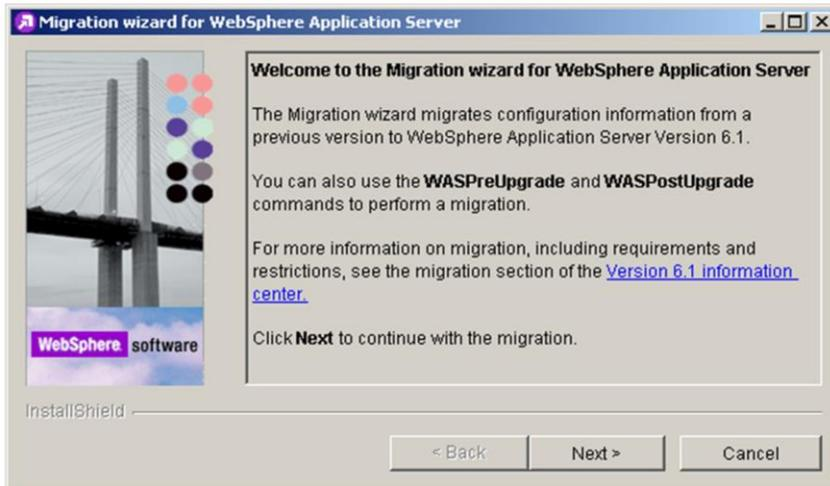 Migration wizard for WebSphere Application Server
Welcome to the Migration wizard for WebSphere Application Server
The Migration wizard migrates configuration information from a
previous version to WebSphere Application Server Version 6.1.
You can also use the WASPreUpgrade and WASPostUpgrade
commands to perform a migration.
For more information on migration, including requirements and
restrictions, see the migration section of the Version 6.1 information
center.
Click Next to continue with the migration.
WebSphere software
InstallShield
< Back
Next >
Cancel